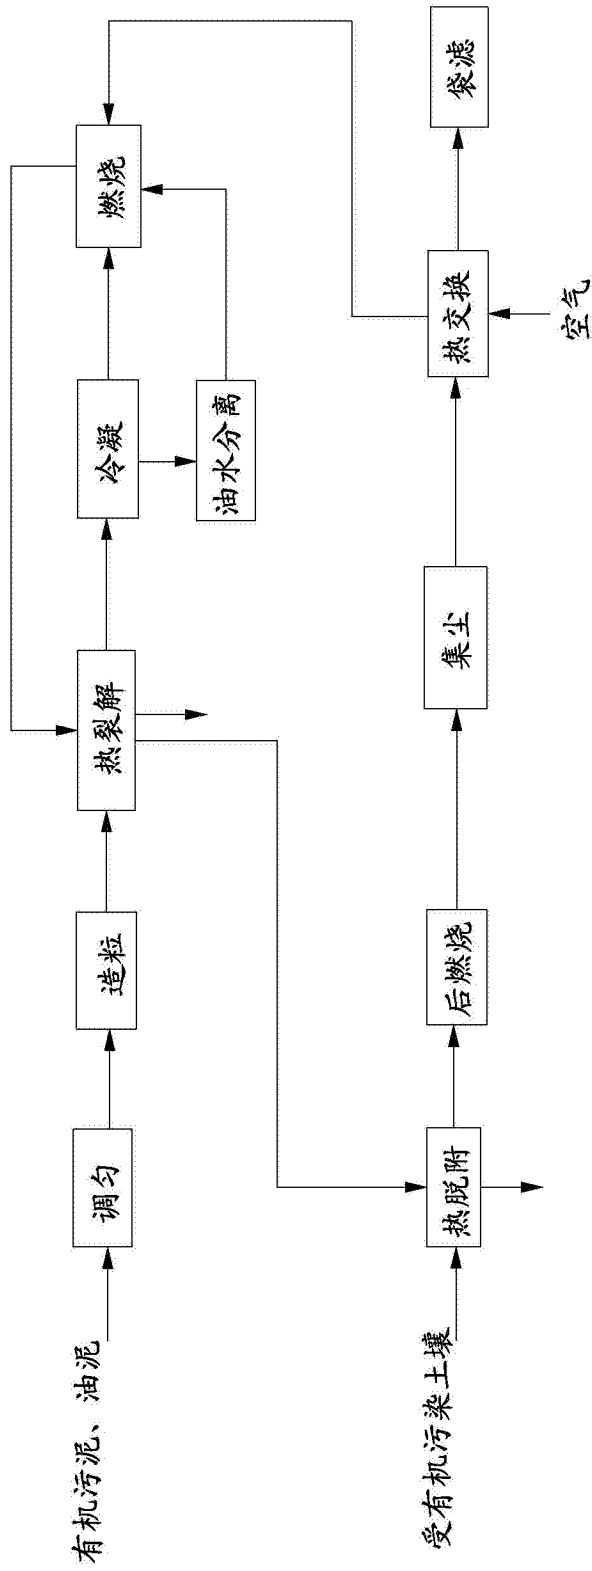 有机污泥、油泥
调匀
造粒
热裂解
冷凝
燃烧
油水分离
受有机污染土壤
热脱附
后燃烧
集尘
热交换
袋滤
空气